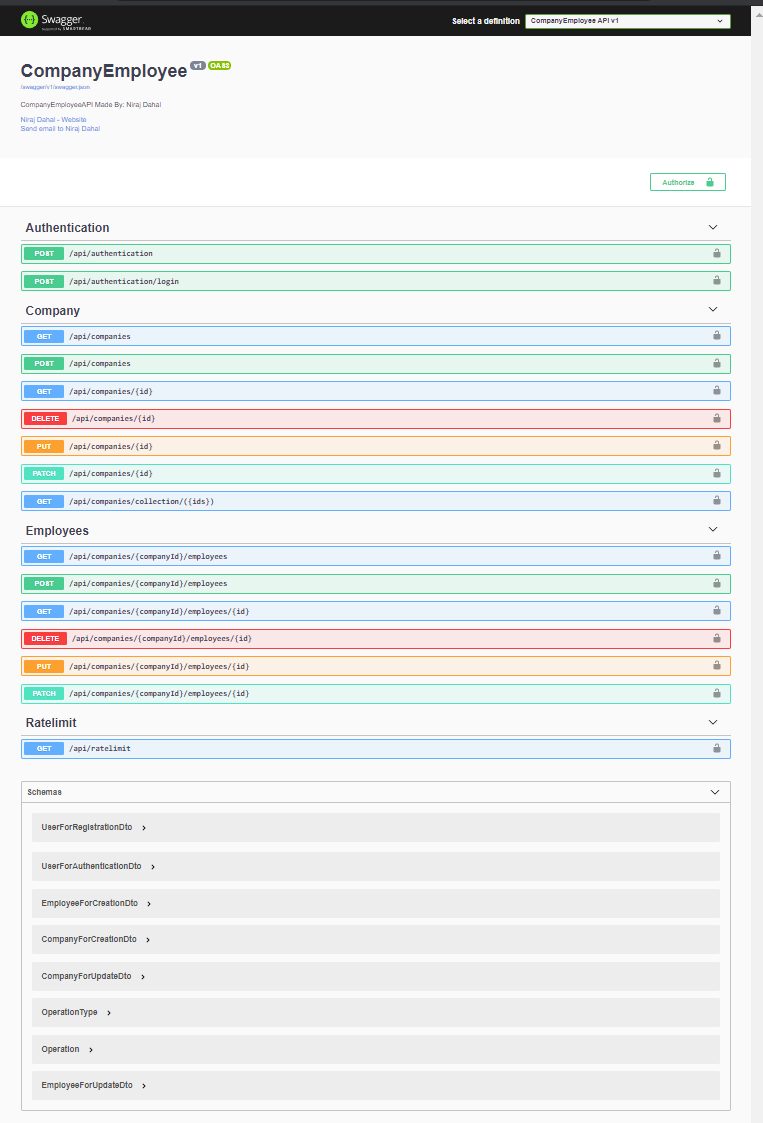 Swagger
supported by SMARTBEAR
Select a definition
CompanyEmployee API v1
CompanyEmployee v1 OAS3
/swagger/v1/swagger.json
CompanyEmployeeAPI Made By: Niraj Dahal
Niraj Dahal - Website
Send email to Niraj Dahal
Authorize
Authentication
POST /api/authentication
POST /api/authentication/login
Company
GET /api/companies
POST /api/companies
GET /api/companies/{id}
DELETE /api/companies/{id}
PUT /api/companies/{id}
PATCH /api/companies/{id}
GET /api/companies/collection/({ids})
Employees
GET /api/companies/{companyId}/employees
POST /api/companies/{companyId}/employees
GET /api/companies/{companyId}/employees/{id}
DELETE /api/companies/{companyId}/employees/{id}
PUT /api/companies/{companyId}/employees/{id}
PATCH /api/companies/{companyId}/employees/{id}
Ratelimit
GET /api/ratelimit
Schemas
UserForRegistrationDto
UserForAuthenticationDto
EmployeeForCreationDto
CompanyForCreationDto
CompanyForUpdateDto
OperationType
Operation
EmployeeForUpdateDto